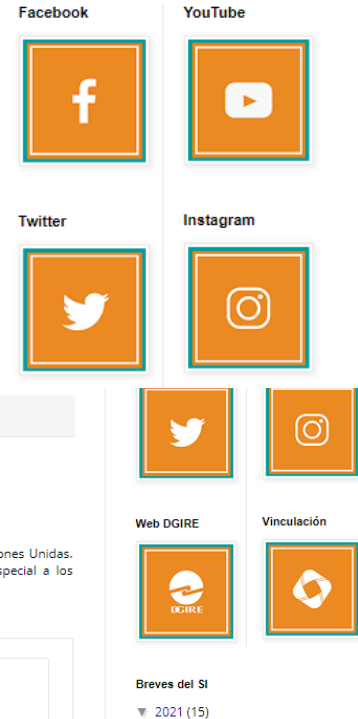 Facebook
YouTube
Twitter
Instagram
ones Unidas.
special a los
Web DGIRE
Vinculación
DGIRE
Breves del SI
▼ 2021 (15)